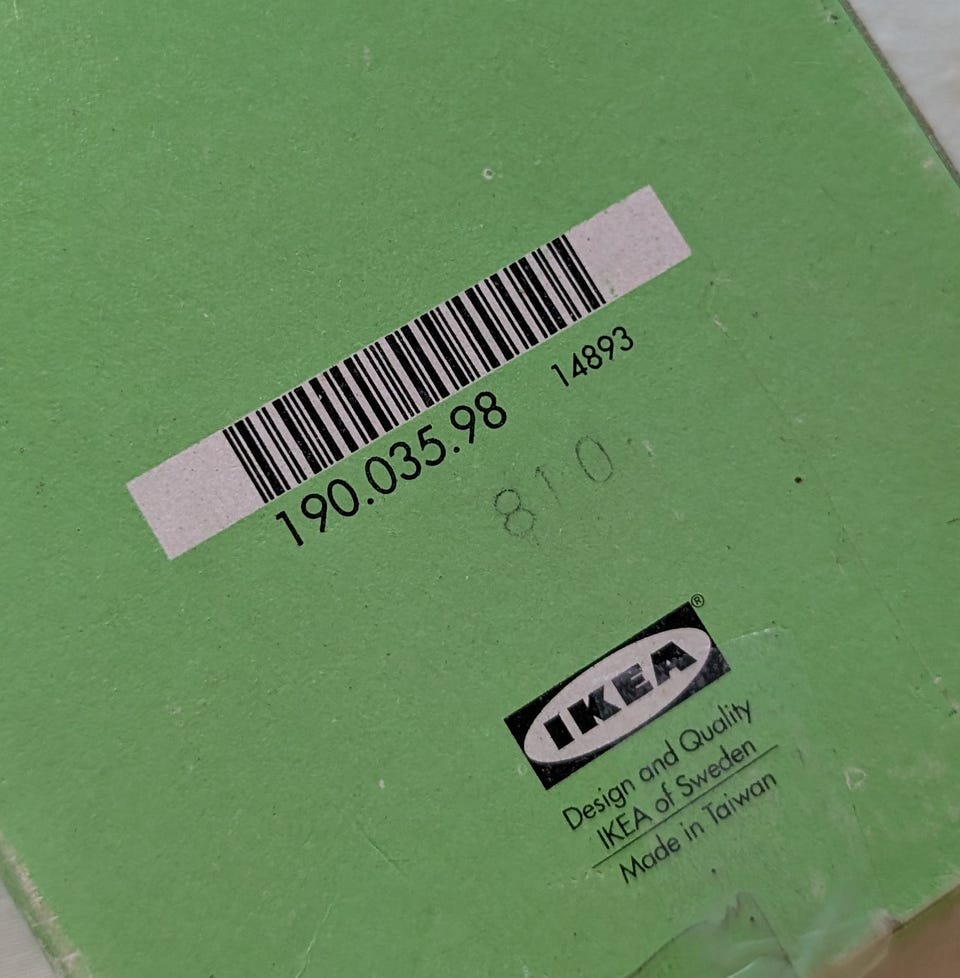 190.035.98
14893
810
IKEA®
Design and Quality
IKEA of Sweden
Made in Taiwan